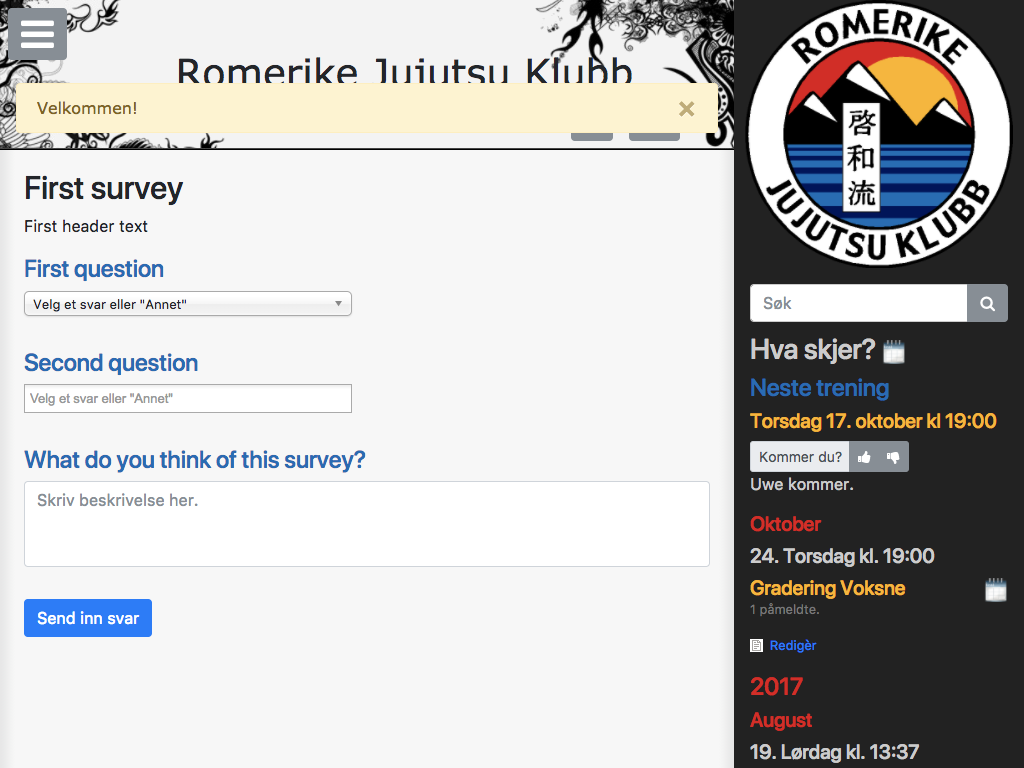 Romerike Jujutsu Klubb
Velkommen!
×
First survey
First header text
First question
Velg et svar eller "Annet"
Second question
Velg et svar eller "Annet"
What do you think of this survey?
Skriv beskrivelse her.
Send inn svar
ROMERIKE
啓和流
JUJUTSU KLUBB
Søk
Hva skjer?
Neste trening
Torsdag 17. oktober kl 19:00
Kommer du?
Uwe kommer.
Oktober
24. Torsdag kl. 19:00
Gradering Voksne
1 påmeldte.
Redigèr
2017
August
19. Lørdag kl. 13:37